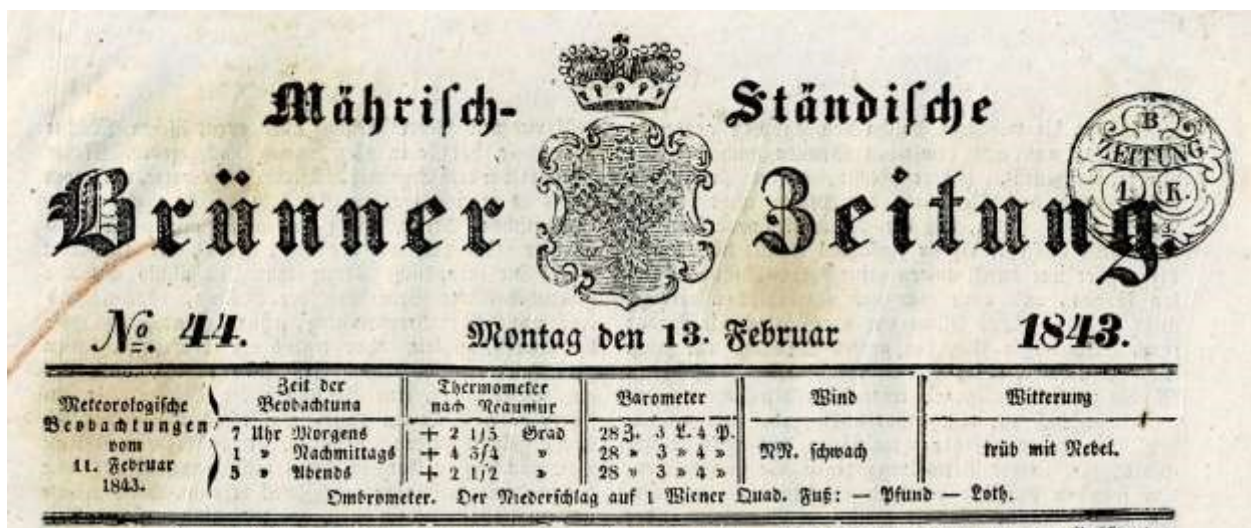 Mährisch- Ständische
Brünner Zeitung.
B
ZEITUNG
1. K.
No. 44. Montag den 13. Februar 1843.
Meteorologische Beobachtungen vom 11. Februar 1843.
Zeit der Beobachtung Thermometer nach Reaumur Barometer Wind Witterung
7 Uhr Morgens + 2 1/5 Grad 28 Z. 3 L. 4 P.
1 » Nachmittags + 4 3/4 » 28 » 3 » 4 » NN. schwach trüb mit Nebel.
5 » Abends + 2 1/2 » 28 » 3 » 4 »
Ombrometer. Der Niederschlag auf 1 Wiener Quad. Fuß: — Pfund — Loth.